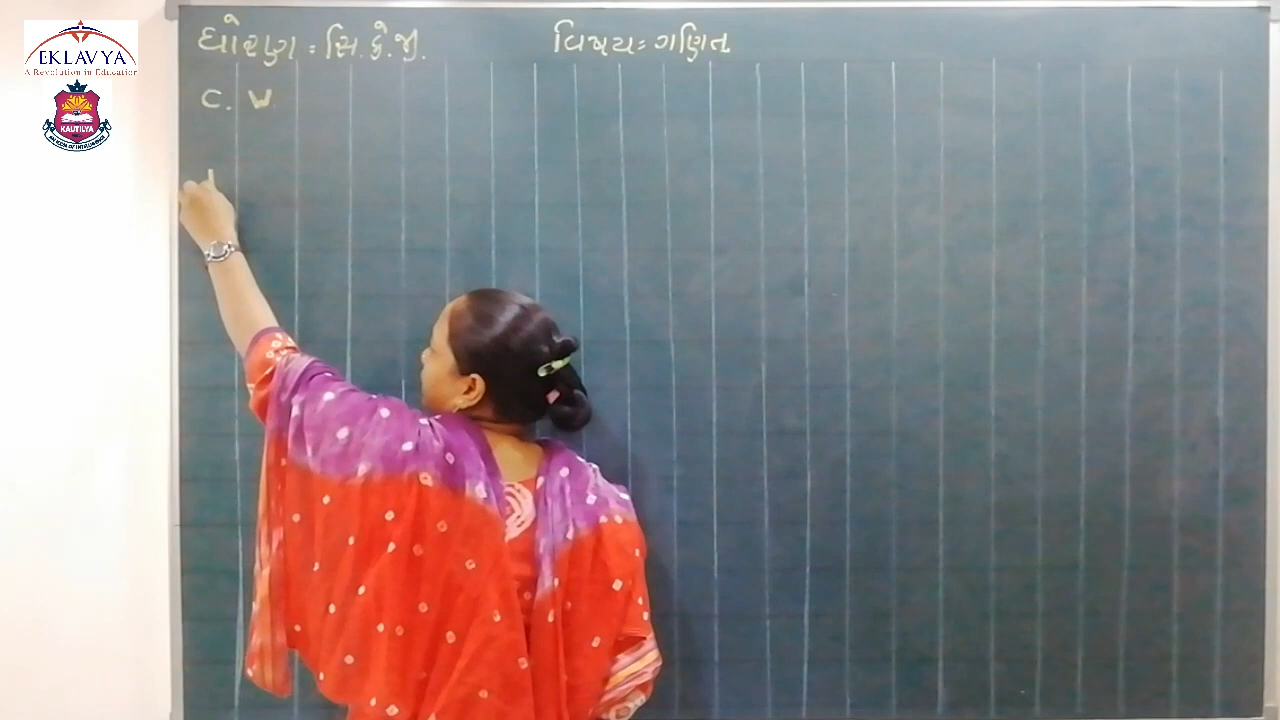 EKLAVYA
A Revolution in Education
KAUTILYA
ધોરણ : સિ. કે.જી. વિષય: ગણિત
C. W